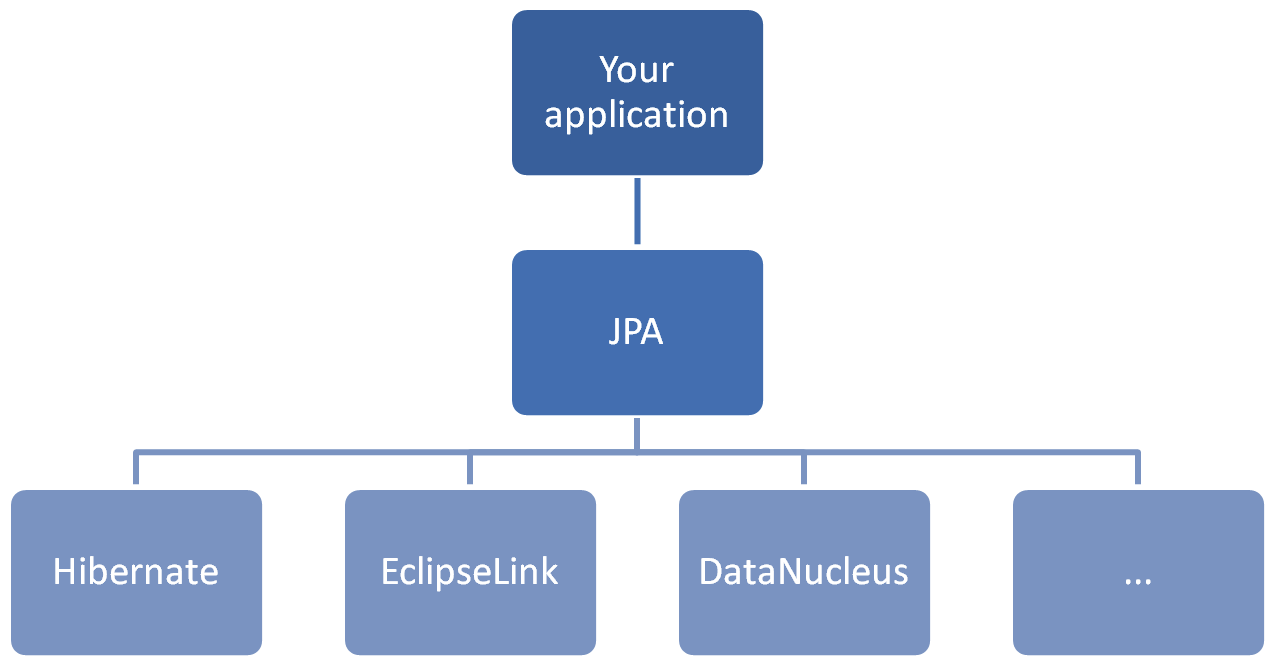 Your
application
JPA
Hibernate
EclipseLink
DataNucleus
...